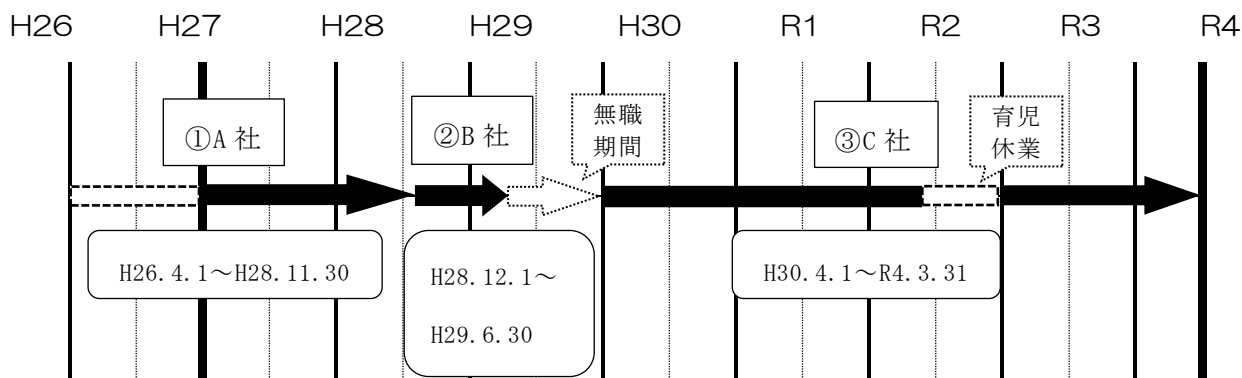 H26 H27 H28 H29 H30 R1 R2 R3 R4
①A 社
②B 社
無職
期間
③C 社
育児
休業
H26.4.1～H28.11.30
H28.12.1～
H29.6.30
H30.4.1～R4.3.31